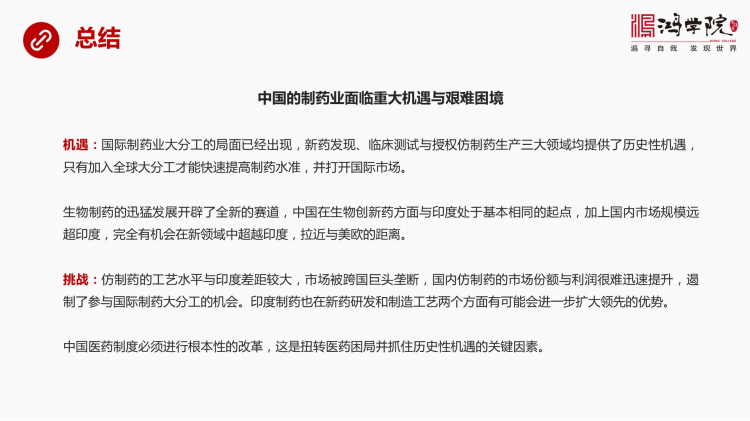 总结
鸿学院
HONG COLLEGE
追寻自我 发现世界
中国的制药业面临重大机遇与艰难困境
机遇：国际制药业大分工的局面已经出现，新药发现、临床测试与授权仿制药生产三大领域均提供了历史性机遇，
只有加入全球大分工才能快速提高制药水准，并打开国际市场。
生物制药的迅猛发展开辟了全新的赛道，中国在生物创新药方面与印度处于基本相同的起点，加上国内市场规模远
超印度，完全有机会在新领域中超越印度，拉近与美欧的距离。
挑战：仿制药的工艺水平与印度差距较大，市场被跨国巨头垄断，国内仿制药的市场份额与利润很难迅速提升，遏
制了参与国际制药大分工的机会。印度制药也在新药研发和制造工艺两个方面有可能会进一步扩大领先的优势。
中国医药制度必须进行根本性的改革，这是扭转医药困局并抓住历史性机遇的关键因素。